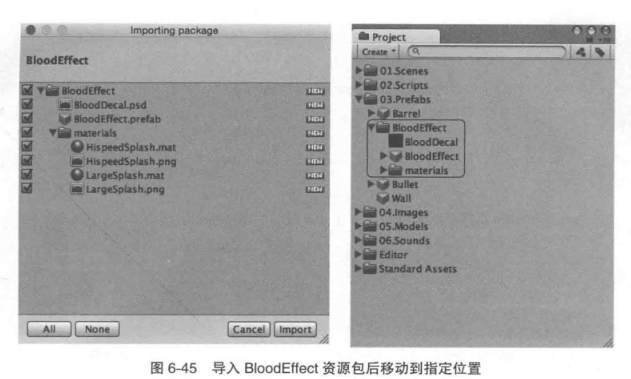 Importing package
BloodEffect
BloodEffect NEW
BloodDecal.psd NEW
BloodEffect.prefab NEW
materials NEW
HispeedSplash.mat NEW
HispeedSplash.png NEW
LargeSplash.mat NEW
LargeSplash.png NEW
All None Cancel Import
Project
Create
01.Scenes
02.Scripts
03.Prefabs
Barrel
BloodEffect
BloodDecal
BloodEffect
materials
Bullet
Wall
04.Images
05.Models
06.Sounds
Editor
Standard Assets
图 6-45 导入 BloodEffect 资源包后移动到指定位置